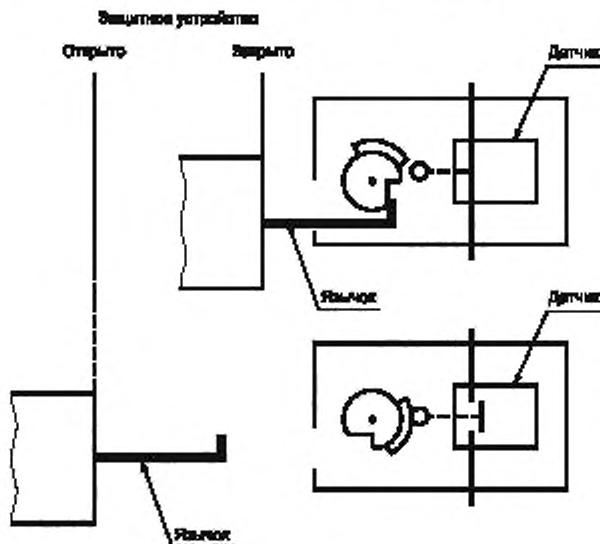 Защитное устройство
Открыто
Закрыто
Датчик
Язычок
Датчик
Язычок